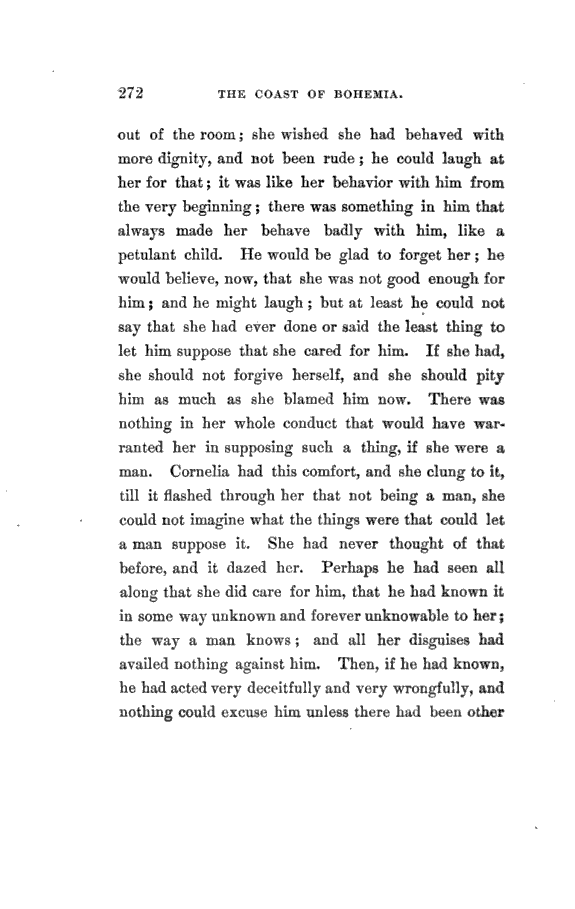 272 THE COAST OF BOHEMIA.
out of the room; she wished she had behaved with
more dignity, and not been rude; he could laugh at
her for that; it was like her behavior with him from
the very beginning; there was something in him that
always made her behave badly with him, like a
petulant child. He would be glad to forget her; he
would believe, now, that she was not good enough for
him; and he might laugh; but at least he could not
say that she had ever done or said the least thing to
let him suppose that she cared for him. If she had,
she should not forgive herself, and she should pity
him as much as she blamed him now. There was
nothing in her whole conduct that would have war-
ranted her in supposing such a thing, if she were a
man. Cornelia had this comfort, and she clung to it,
till it flashed through her that not being a man, she
could not imagine what the things were that could let
a man suppose it. She had never thought of that
before, and it dazed her. Perhaps he had seen all
along that she did care for him, that he had known it
in some way unknown and forever unknowable to her;
the way a man knows; and all her disguises had
availed nothing against him. Then, if he had known,
he had acted very deceitfully and very wrongfully, and
nothing could excuse him unless there had been other